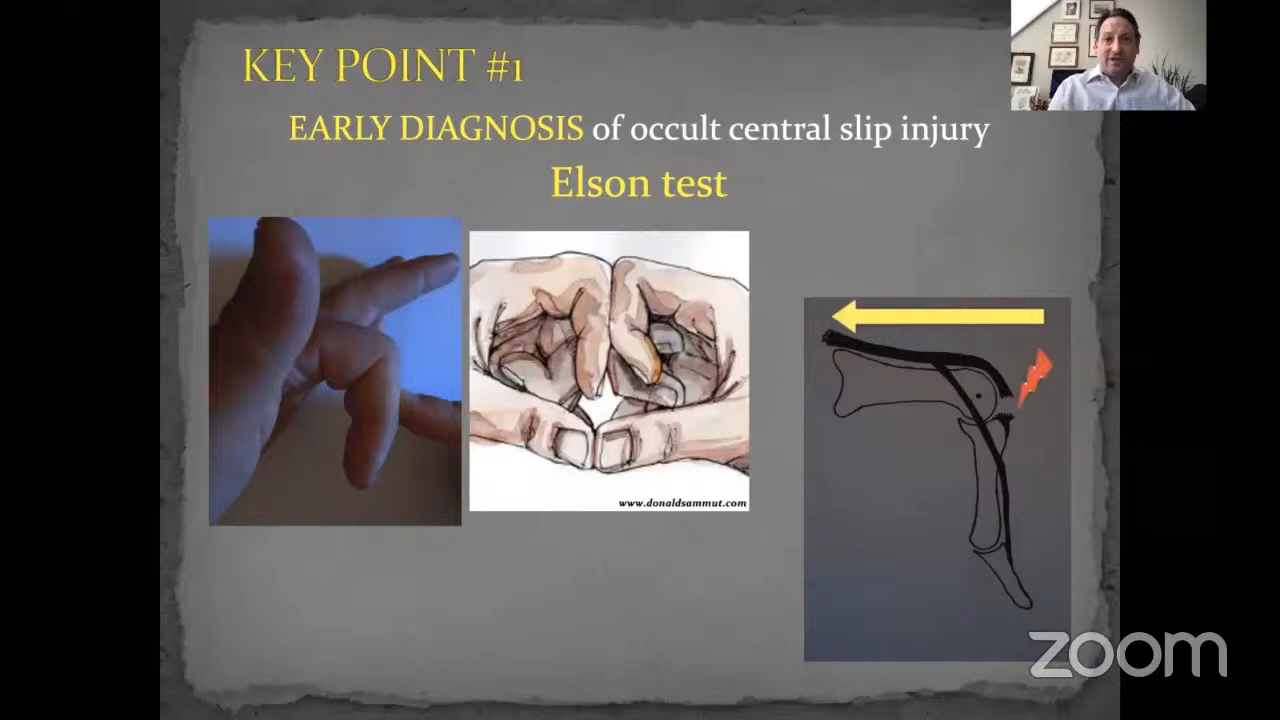 KEY POINT #1
EARLY DIAGNOSIS of occult central slip injury
Elson test
www.donaldsammut.com
zoom